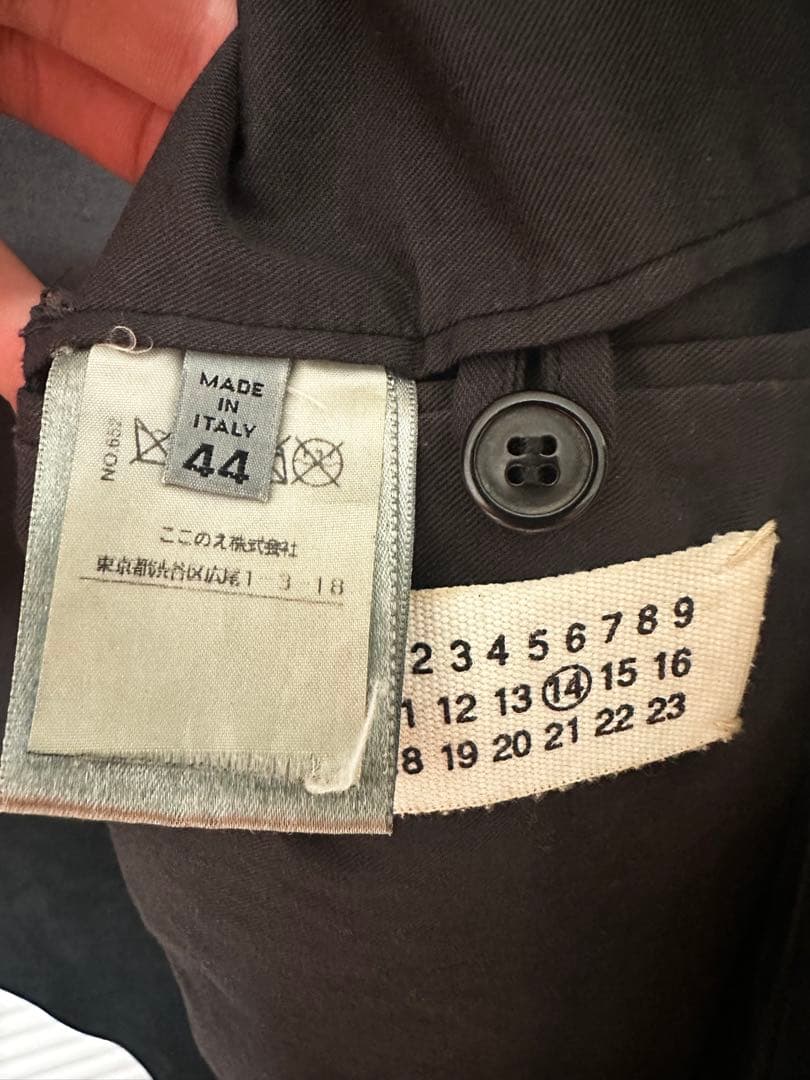 MADE
IN
ITALY
44
NO.652
ここのえ株式会社
東京都渋谷区広尾1-3-18
2 3 4 5 6 7 8 9
1 12 13 14 15 16
8 19 20 21 22 23